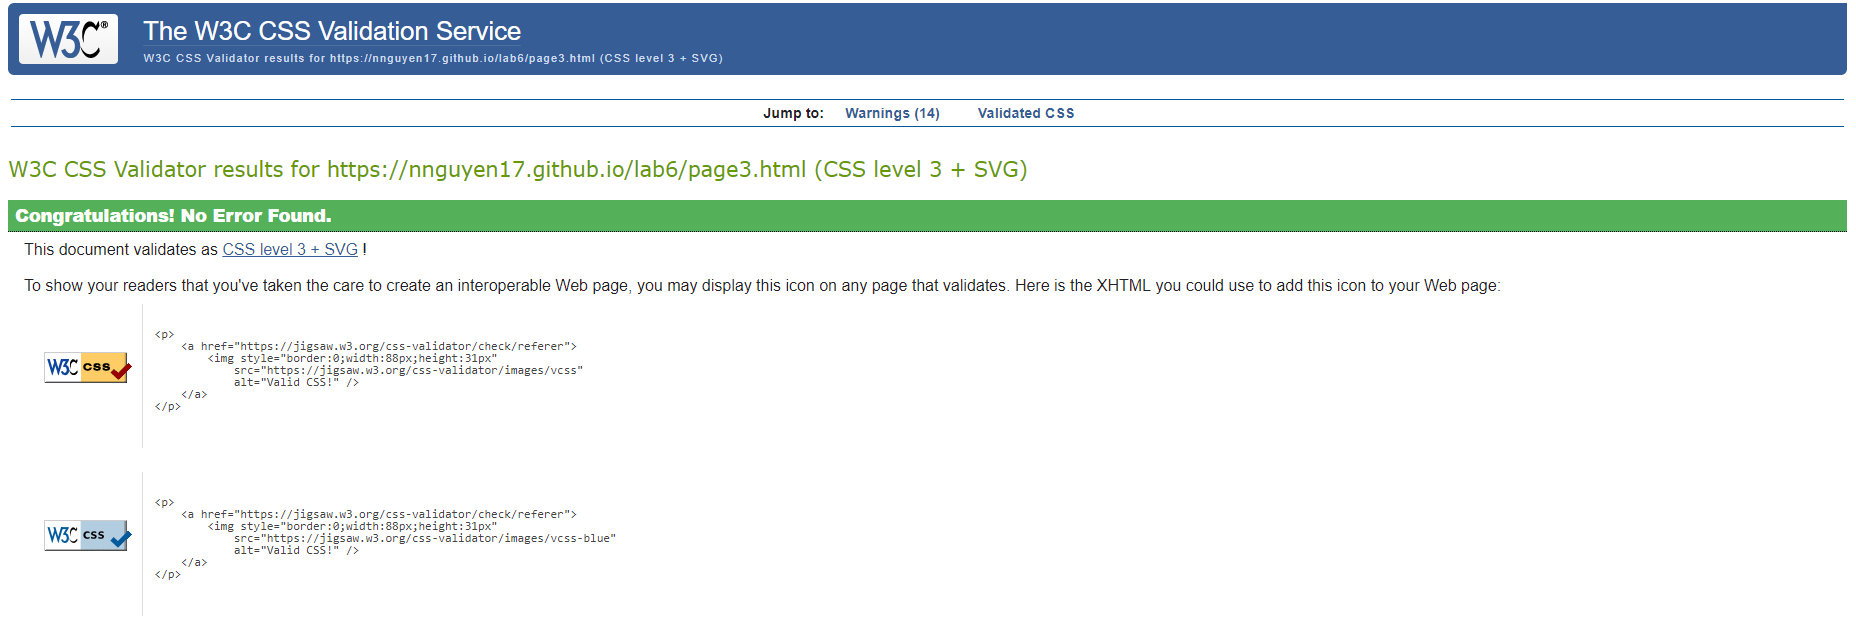 W3C® The W3C CSS Validation Service
W3C CSS Validator results for https://nnguyen17.github.io/lab6/page3.html (CSS level 3 + SVG)
Jump to: Warnings (14) Validated CSS
W3C CSS Validator results for https://nnguyen17.github.io/lab6/page3.html (CSS level 3 + SVG)
Congratulations! No Error Found.
This document validates as CSS level 3 + SVG !
To show your readers that you've taken the care to create an interoperable Web page, you may display this icon on any page that validates. Here is the XHTML you could use to add this icon to your Web page:
W3C css
<p>
<a href="https://jigsaw.w3.org/css-validator/check/referer">
<img style="border:0;width:88px;height:31px"
src="https://jigsaw.w3.org/css-validator/images/vcss"
alt="Valid CSS!" />
</a>
</p>
W3C css
<p>
<a href="https://jigsaw.w3.org/css-validator/check/referer">
<img style="border:0;width:88px;height:31px"
src="https://jigsaw.w3.org/css-validator/images/vcss-blue"
alt="Valid CSS!" />
</a>
</p>